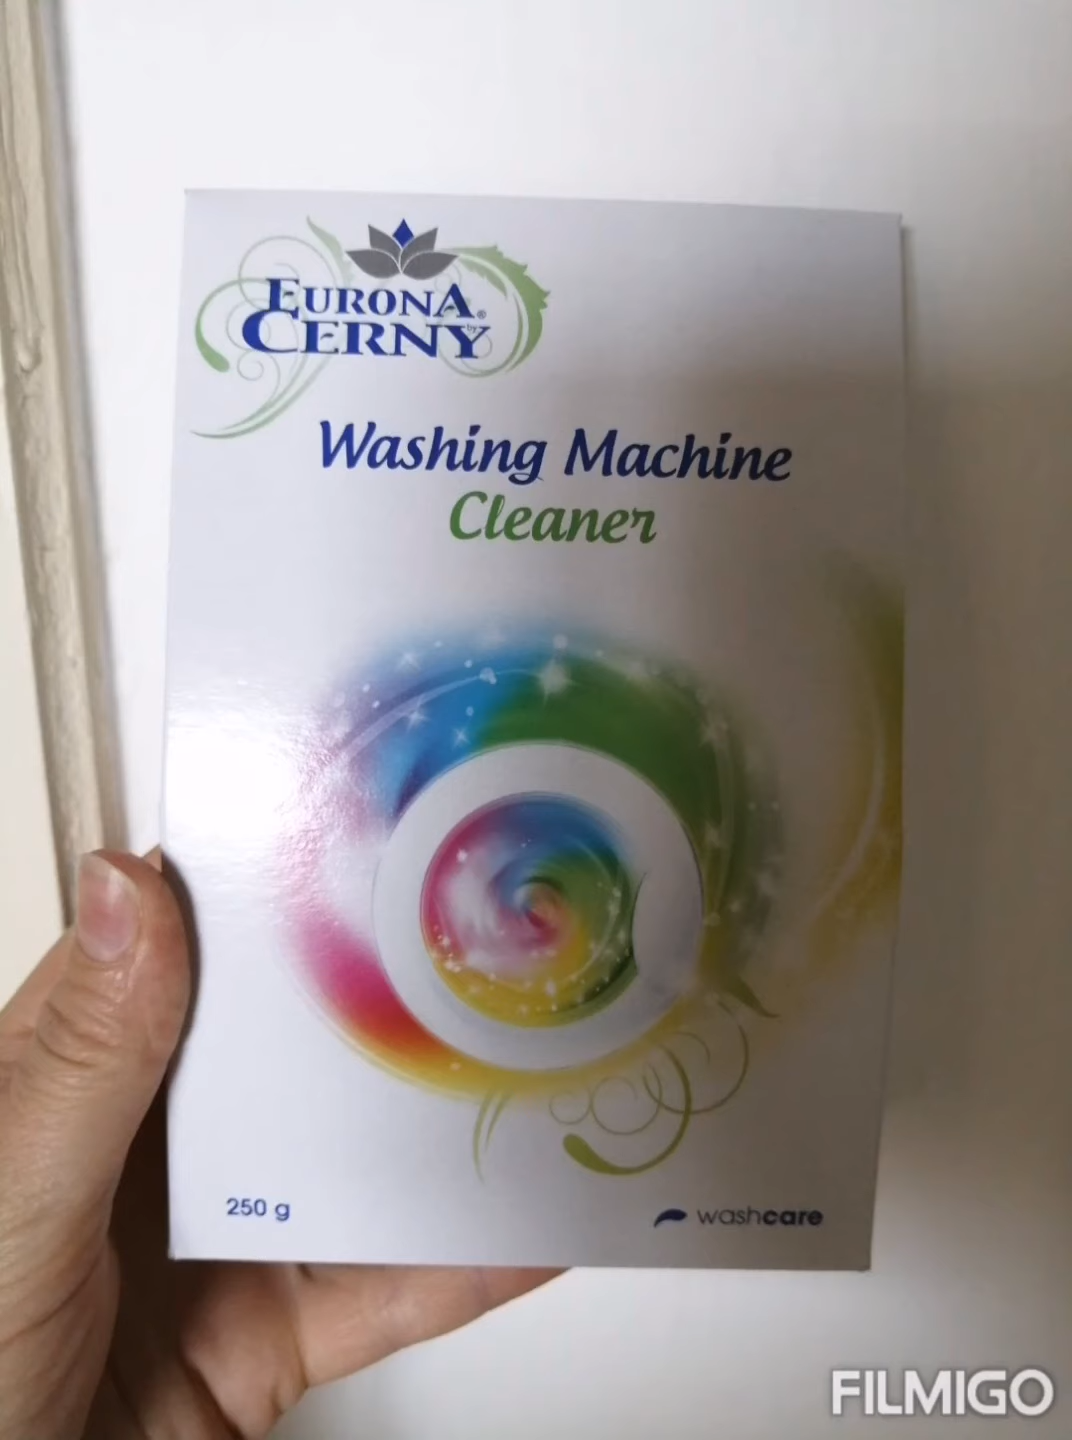 EURONA®
by CERNY
Washing Machine
Cleaner
250 g
washcare
FILMIGO